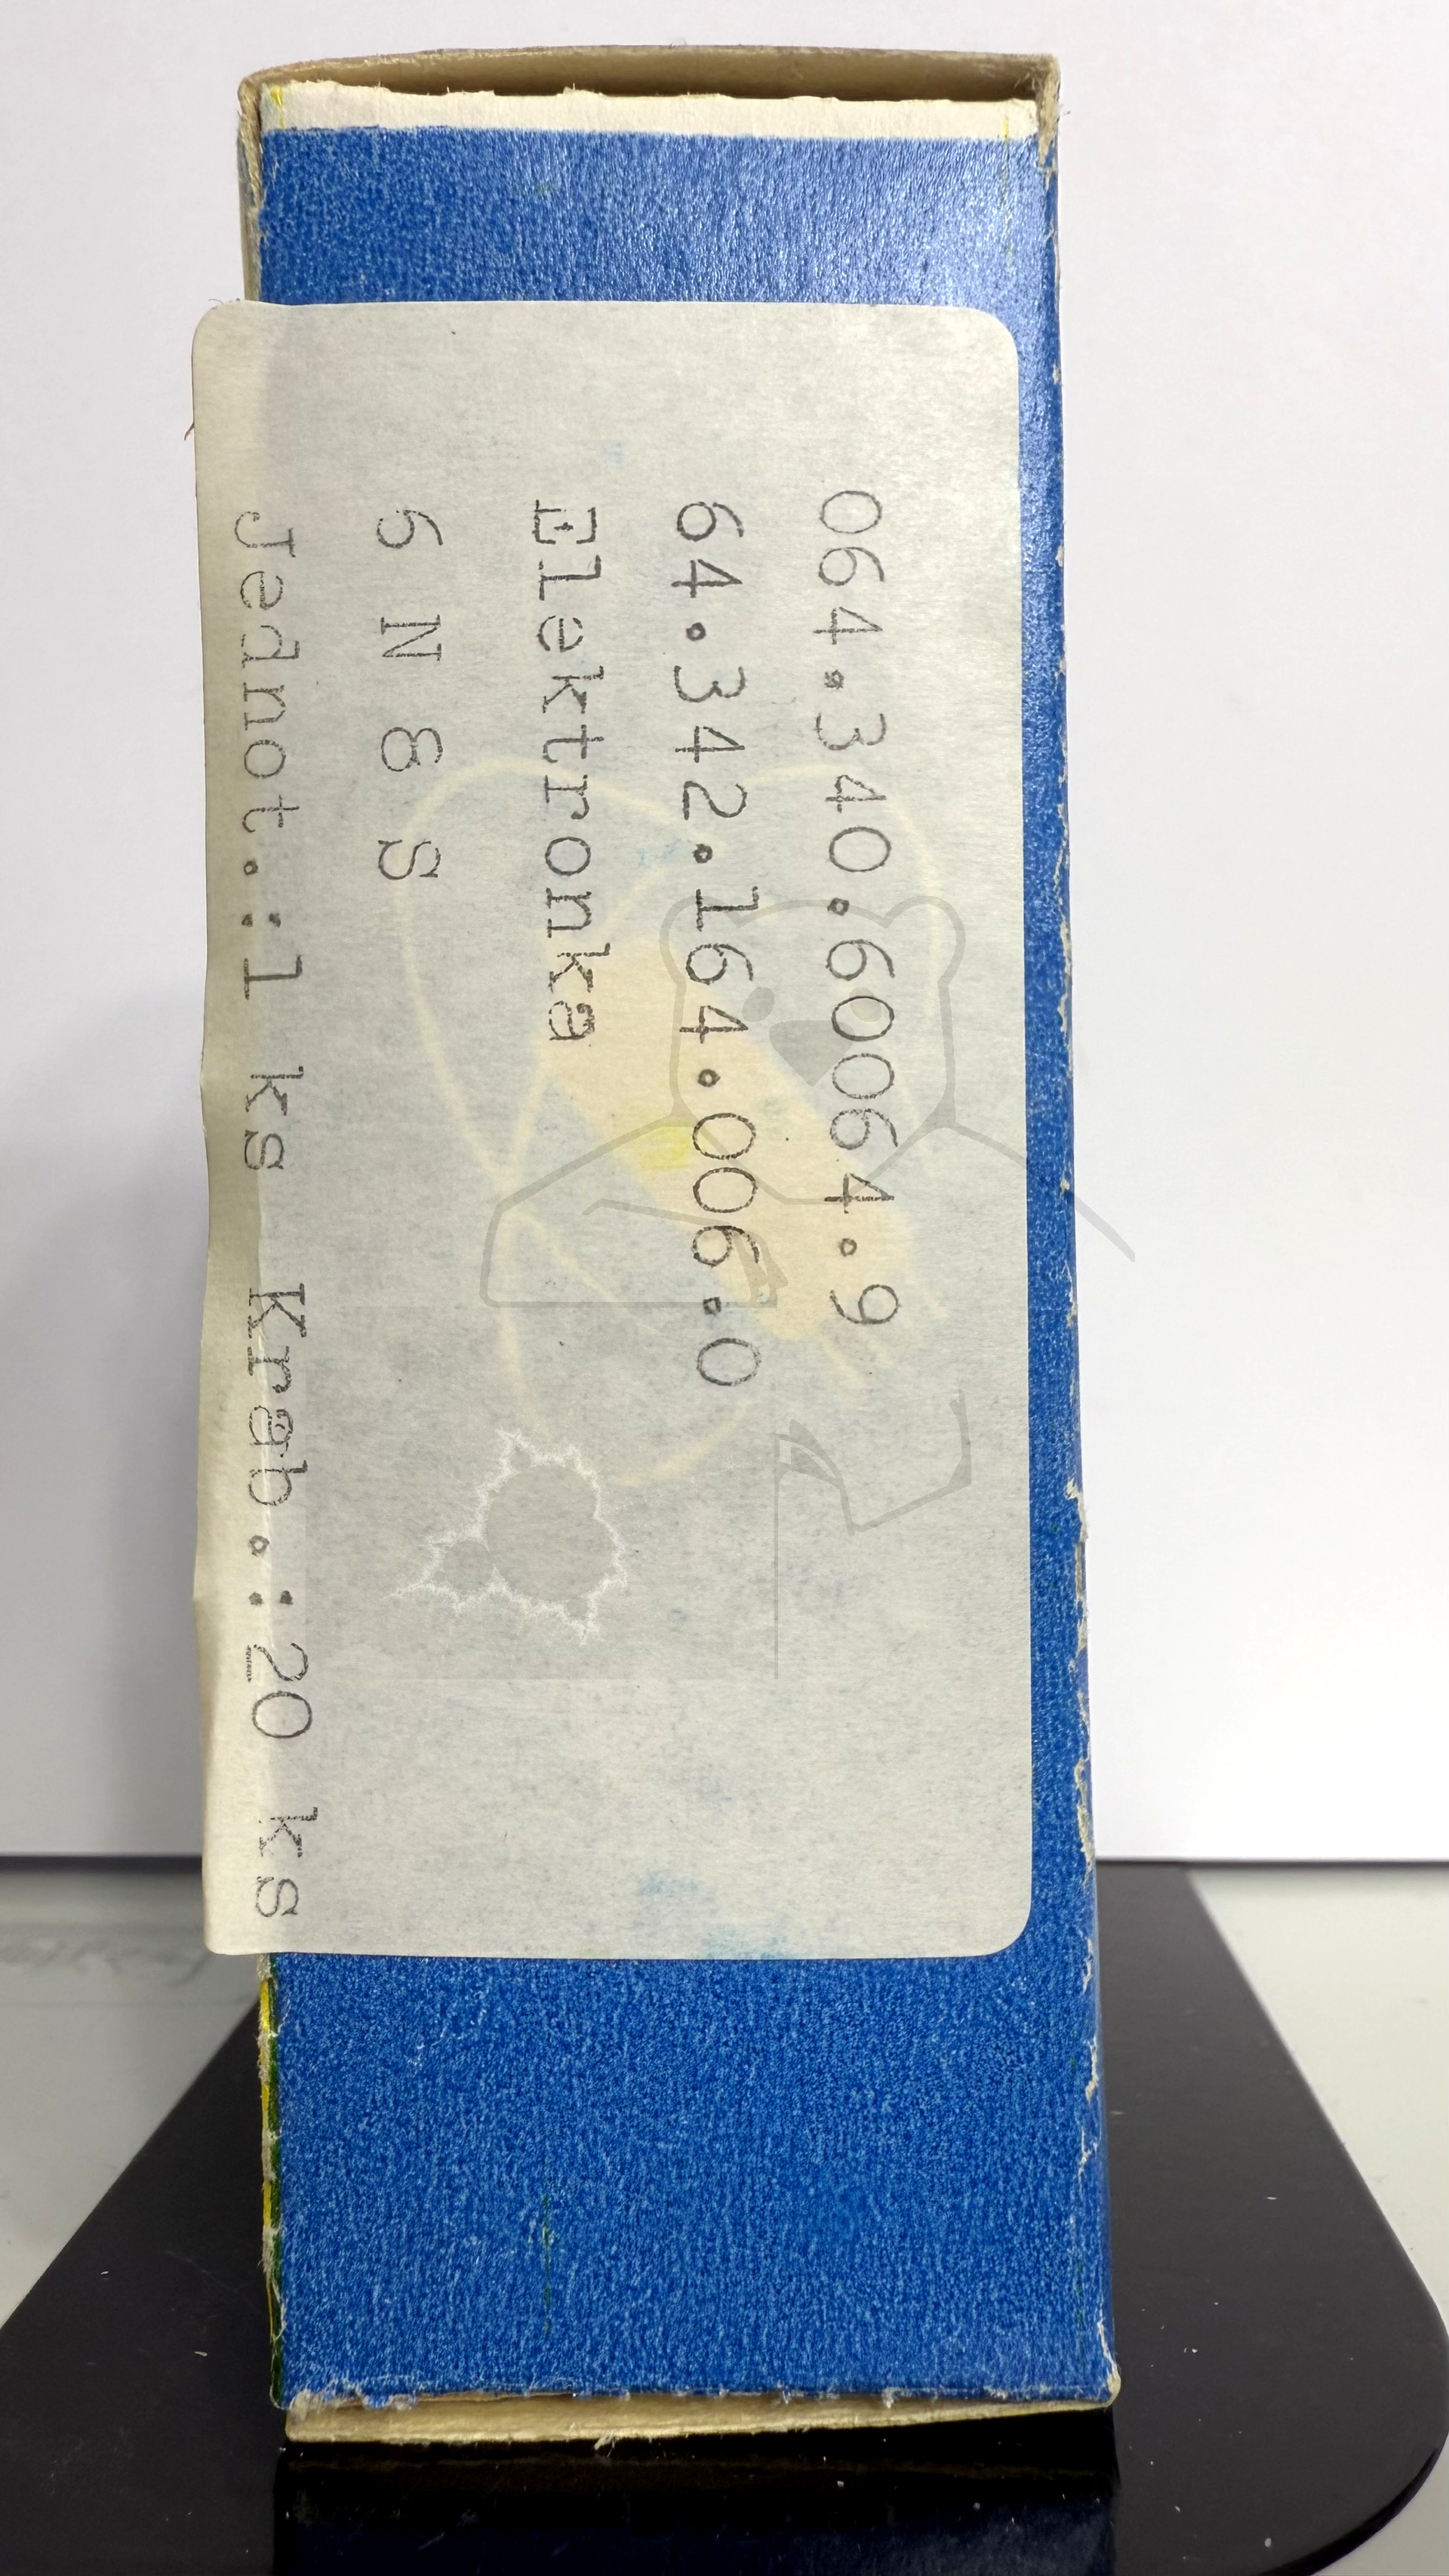 064.340.60064.9
64.342.164.006.0
Elektronka
6 N 8 S
Jednot.:1 ks Krab.:20 ks